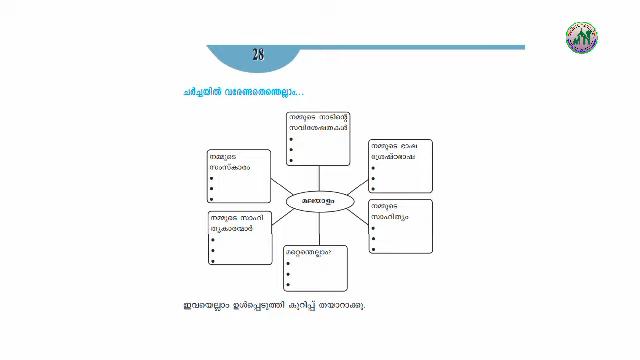 28
ചർച്ചയിൽ വരേണ്ടതെന്തെല്ലാം...
നമ്മുടെ നാടിന്റെ
സവിശേഷതകൾ
നമ്മുടെ ഭാഷ
ശ്രേഷ്ഠഭാഷ
നമ്മുടെ
സംസ്കാരം
മലയാളം
നമ്മുടെ
സാഹിത്യം
നമ്മുടെ സാഹി
ത്യകാരന്മാർ
മറ്റെന്തെല്ലാം?
ഇവയെല്ലാം ഉൾപ്പെടുത്തി കുറിപ്പ് തയാറാക്കൂ.